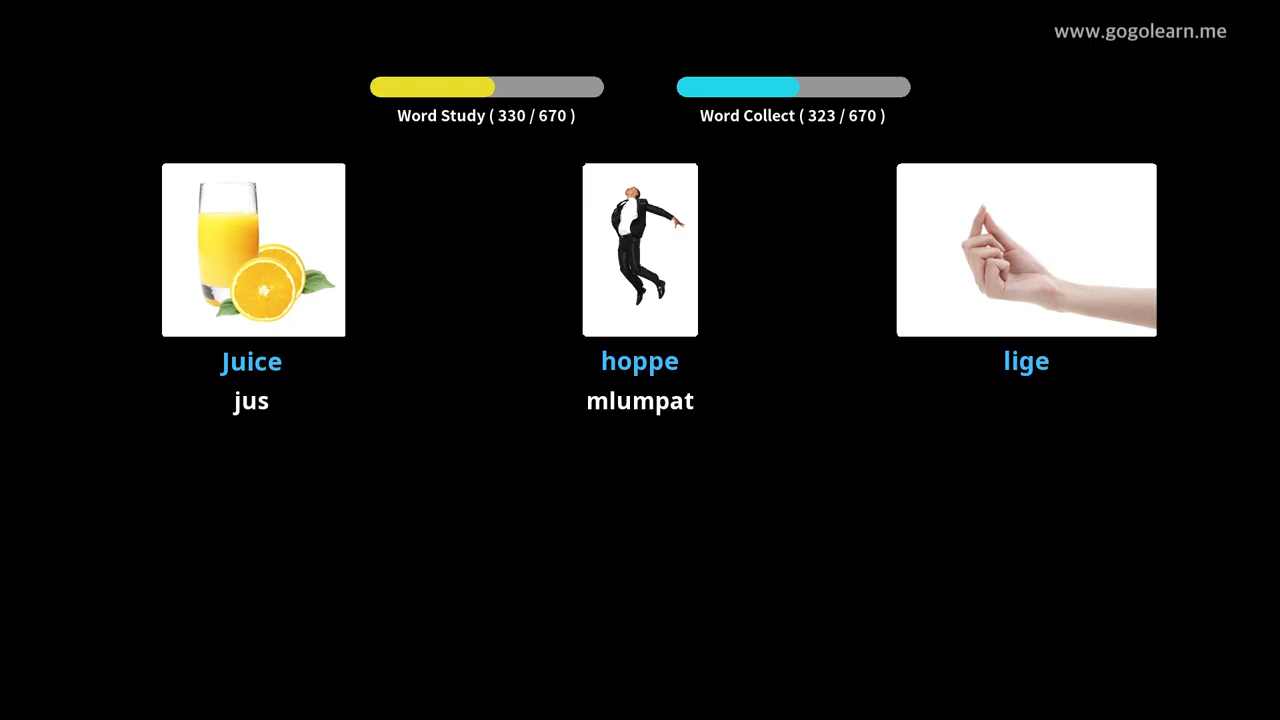 www.gogolearn.me
Word Study ( 330 / 670 )
Word Collect ( 323 / 670 )
Juice
hoppe
lige
jus
mlumpat